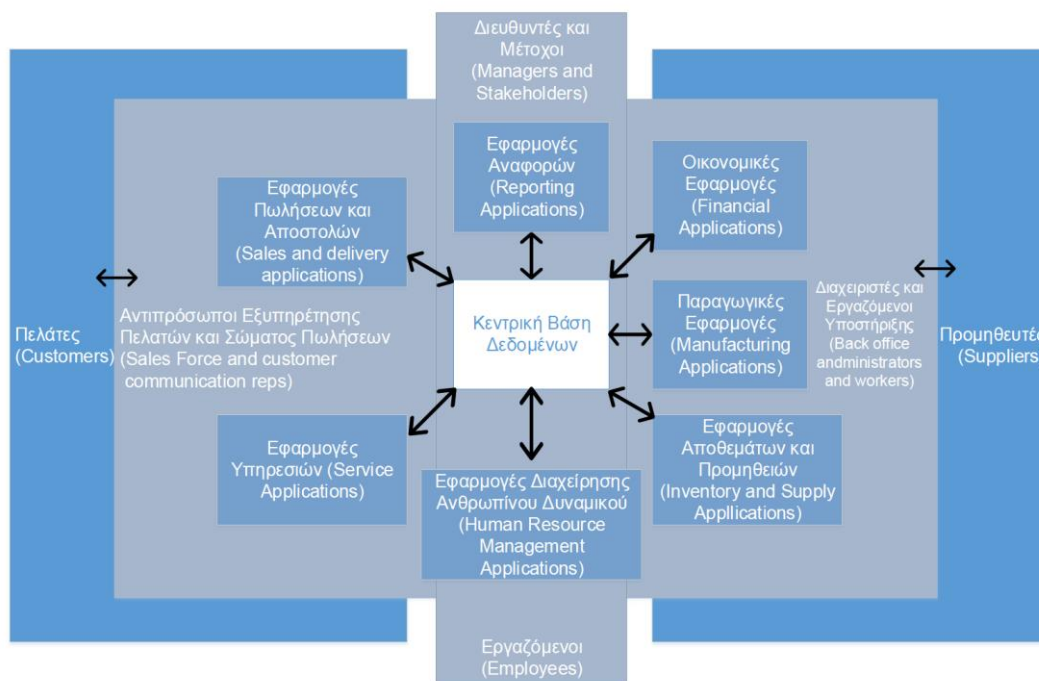 Διευθυντές και
Μέτοχοι
(Managers and
Stakeholders)
Εφαρμογές
Αναφορών
(Reporting
Applications)
Οικονομικές
Εφαρμογές
(Financial
Applications)
Εφαρμογές
Πωλήσεων και
Αποστολών
(Sales and delivery
applications)
Πελάτες
(Customers)
Αντιπρόσωποι Εξυπηρέτησης
Πελατών και Σώματος Πωλήσεων
(Sales Force and customer
communication reps)
Κεντρική Βάση
Δεδομένων
Παραγωγικές
Εφαρμογές
(Manufacturing
Applications)
Διαχειριστές και
Εργαζόμενοι
Υποστήριξης
(Back office
andministrators
and workers)
Προμηθευτές
(Suppliers)
Εφαρμογές
Υπηρεσιών (Service
Applications)
Εφαρμογές Διαχείρησης
Ανθρωπίνου Δυναμικού
(Human Resource
Management
Applications)
Εφαρμογές
Αποθεμάτων και
Προμηθειών
(Inventory and Supply
Appllications)
Εργαζόμενοι
(Employees)